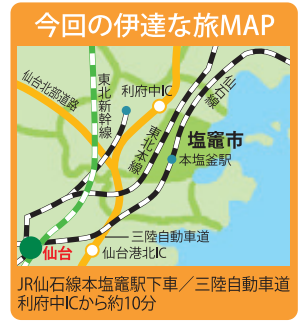 今回の伊達な旅MAP
仙台北部道路
東北新幹線
利府中IC
東北本線
仙石線
塩竈市
本塩釜駅
三陸自動車道
仙台港北IC
仙台
JR仙石線本塩竈駅下車／三陸自動車道
利府中ICから約10分